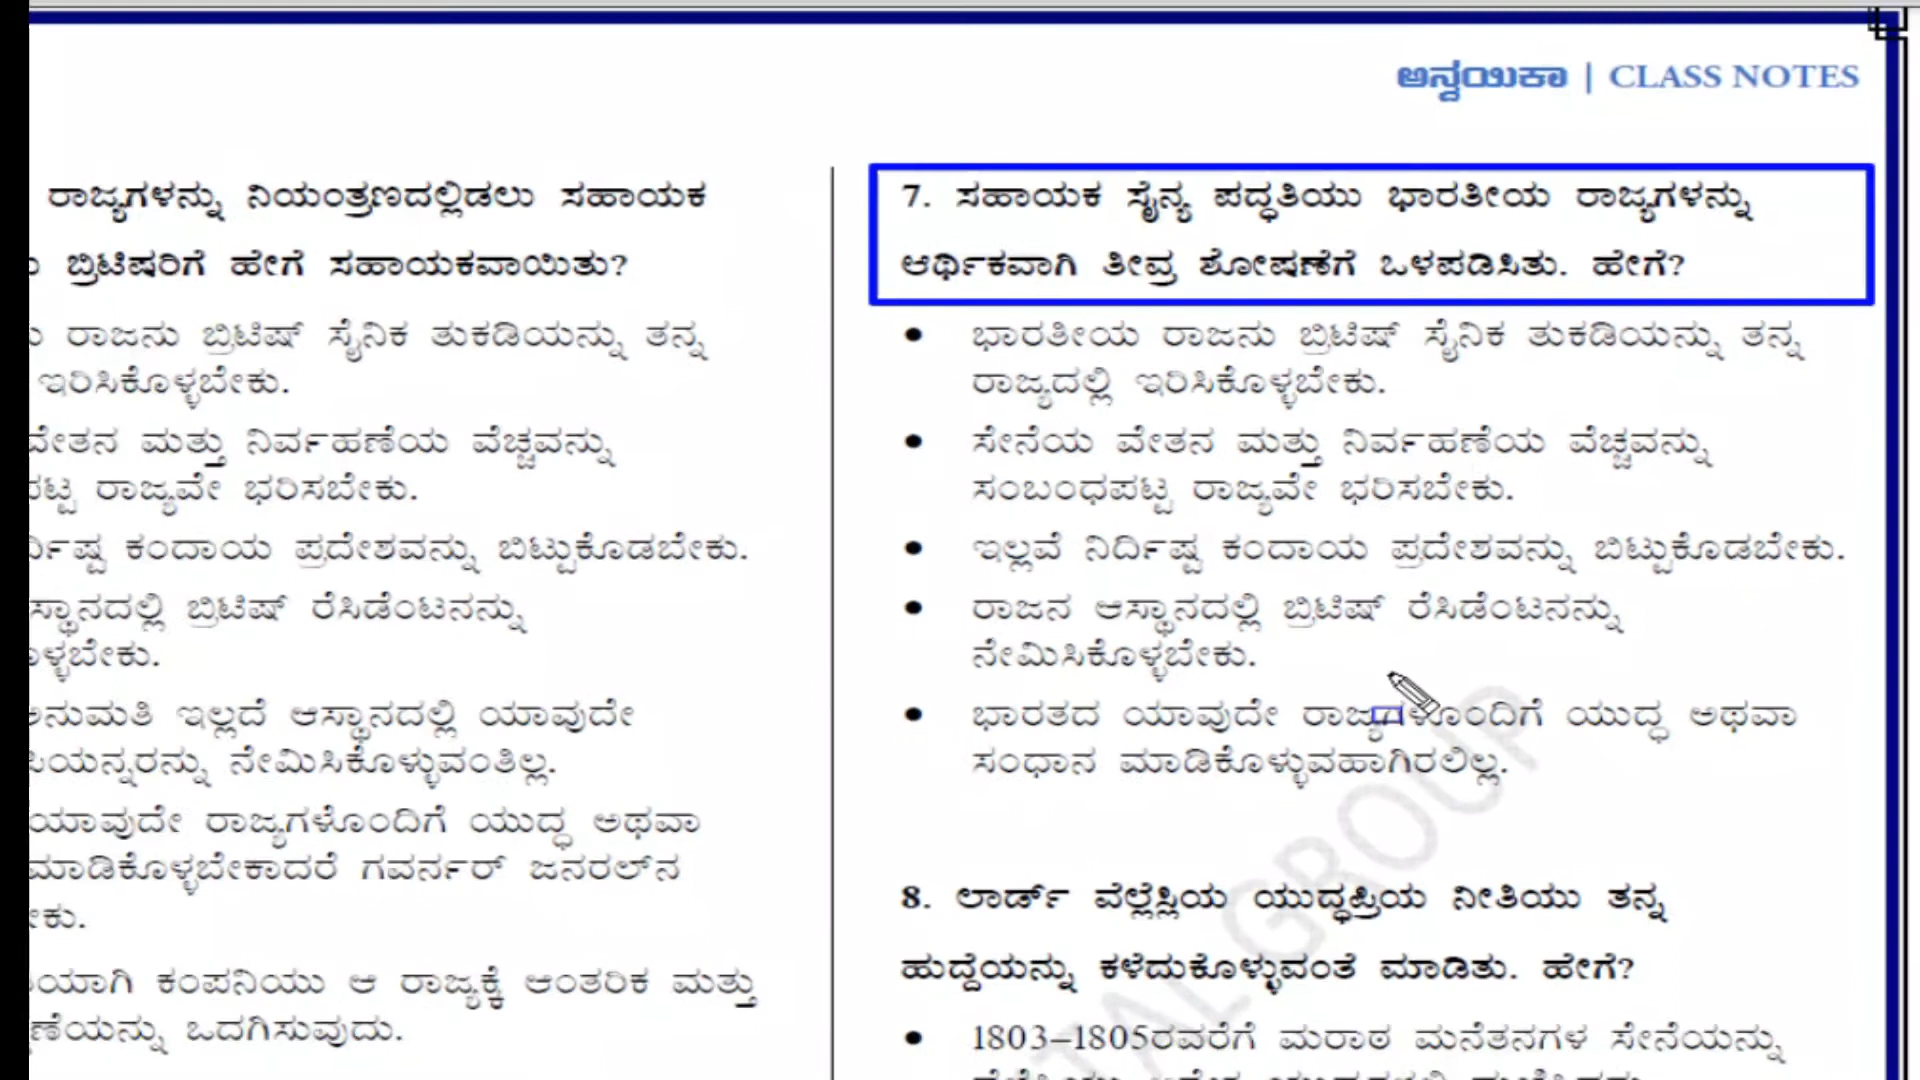 ಅನ್ವಯಿಕಾ | CLASS NOTES
ರಾಜ್ಯಗಳನ್ನು ನಿಯಂತ್ರಣದಲ್ಲಿಡಲು ಸಹಾಯಕ
ಬ್ರಿಟಿಷರಿಗೆ ಹೇಗೆ ಸಹಾಯಕವಾಯಿತು?
ರಾಜನು ಬ್ರಿಟಿಷ್ ಸೈನಿಕ ತುಕಡಿಯನ್ನು ತನ್ನ
ಇರಿಸಿಕೊಳ್ಳಬೇಕು.
ವೇತನ ಮತ್ತು ನಿರ್ವಹಣೆಯ ವೆಚ್ಚವನ್ನು
ರಾಜ್ಯವೇ ಭರಿಸಬೇಕು.
ಕಂದಾಯ ಪ್ರದೇಶವನ್ನು ಬಿಟ್ಟುಕೊಡಬೇಕು.
ಬ್ರಿಟಿಷ್ ರೆಸಿಡೆಂಟನನ್ನು
ಅನುಮತಿ ಇಲ್ಲದೆ ಆಸ್ಥಾನದಲ್ಲಿ ಯಾವುದೇ
ನೇಮಿಸಿಕೊಳ್ಳುವಂತಿಲ್ಲ.
ಯಾವುದೇ ರಾಜ್ಯಗಳೊಂದಿಗೆ ಯುದ್ಧ ಅಥವಾ
ಮಾಡಿಕೊಳ್ಳಬೇಕಾದರೆ ಗವರ್ನರ್ ಜನರಲ್‌ನ
ಕಂಪನಿಯು ಆ ರಾಜ್ಯಕ್ಕೆ ಆಂತರಿಕ ಮತ್ತು
ಒದಗಿಸುವುದು.
7. ಸಹಾಯಕ ಸೈನ್ಯ ಪದ್ಧತಿಯು ಭಾರತೀಯ ರಾಜ್ಯಗಳನ್ನು
ಆರ್ಥಿಕವಾಗಿ ತೀವ್ರ ಶೋಷಣೆಗೆ ಒಳಪಡಿಸಿತು. ಹೇಗೆ?
• ಭಾರತೀಯ ರಾಜನು ಬ್ರಿಟಿಷ್ ಸೈನಿಕ ತುಕಡಿಯನ್ನು ತನ್ನ
ರಾಜ್ಯದಲ್ಲಿ ಇರಿಸಿಕೊಳ್ಳಬೇಕು.
• ಸೇನೆಯ ವೇತನ ಮತ್ತು ನಿರ್ವಹಣೆಯ ವೆಚ್ಚವನ್ನು
ಸಂಬಂಧಪಟ್ಟ ರಾಜ್ಯವೇ ಭರಿಸಬೇಕು.
• ಇಲ್ಲವೆ ನಿರ್ದಿಷ್ಟ ಕಂದಾಯ ಪ್ರದೇಶವನ್ನು ಬಿಟ್ಟುಕೊಡಬೇಕು.
• ರಾಜನ ಆಸ್ಥಾನದಲ್ಲಿ ಬ್ರಿಟಿಷ್ ರೆಸಿಡೆಂಟನನ್ನು
ನೇಮಿಸಿಕೊಳ್ಳಬೇಕು.
• ಭಾರತದ ಯಾವುದೇ ರಾಜ್ಯಗಳೊಂದಿಗೆ ಯುದ್ಧ ಅಥವಾ
ಸಂಧಾನ ಮಾಡಿಕೊಳ್ಳುವಹಾಗಿರಲಿಲ್ಲ.
8. ಲಾರ್ಡ್ ವೆಲ್ಲೆಸ್ಲಿಯ ಯುದ್ಧಪ್ರಿಯ ನೀತಿಯು ತನ್ನ
ಹುದ್ದೆಯನ್ನು ಕಳೆದುಕೊಳ್ಳುವಂತೆ ಮಾಡಿತು. ಹೇಗೆ?
• 1803–1805ರವರೆಗೆ ಮರಾಠ ಮನೆತನಗಳ ಸೇನೆಯನ್ನು